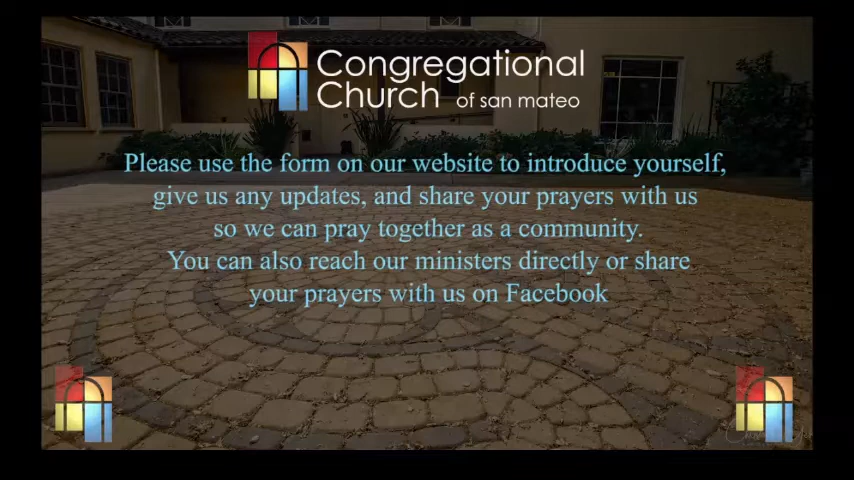 Congregational
Church of san mateo
Please use the form on our website to introduce yourself,
give us any updates, and share your prayers with us
so we can pray together as a community.
You can also reach our ministers directly or share
your prayers with us on Facebook